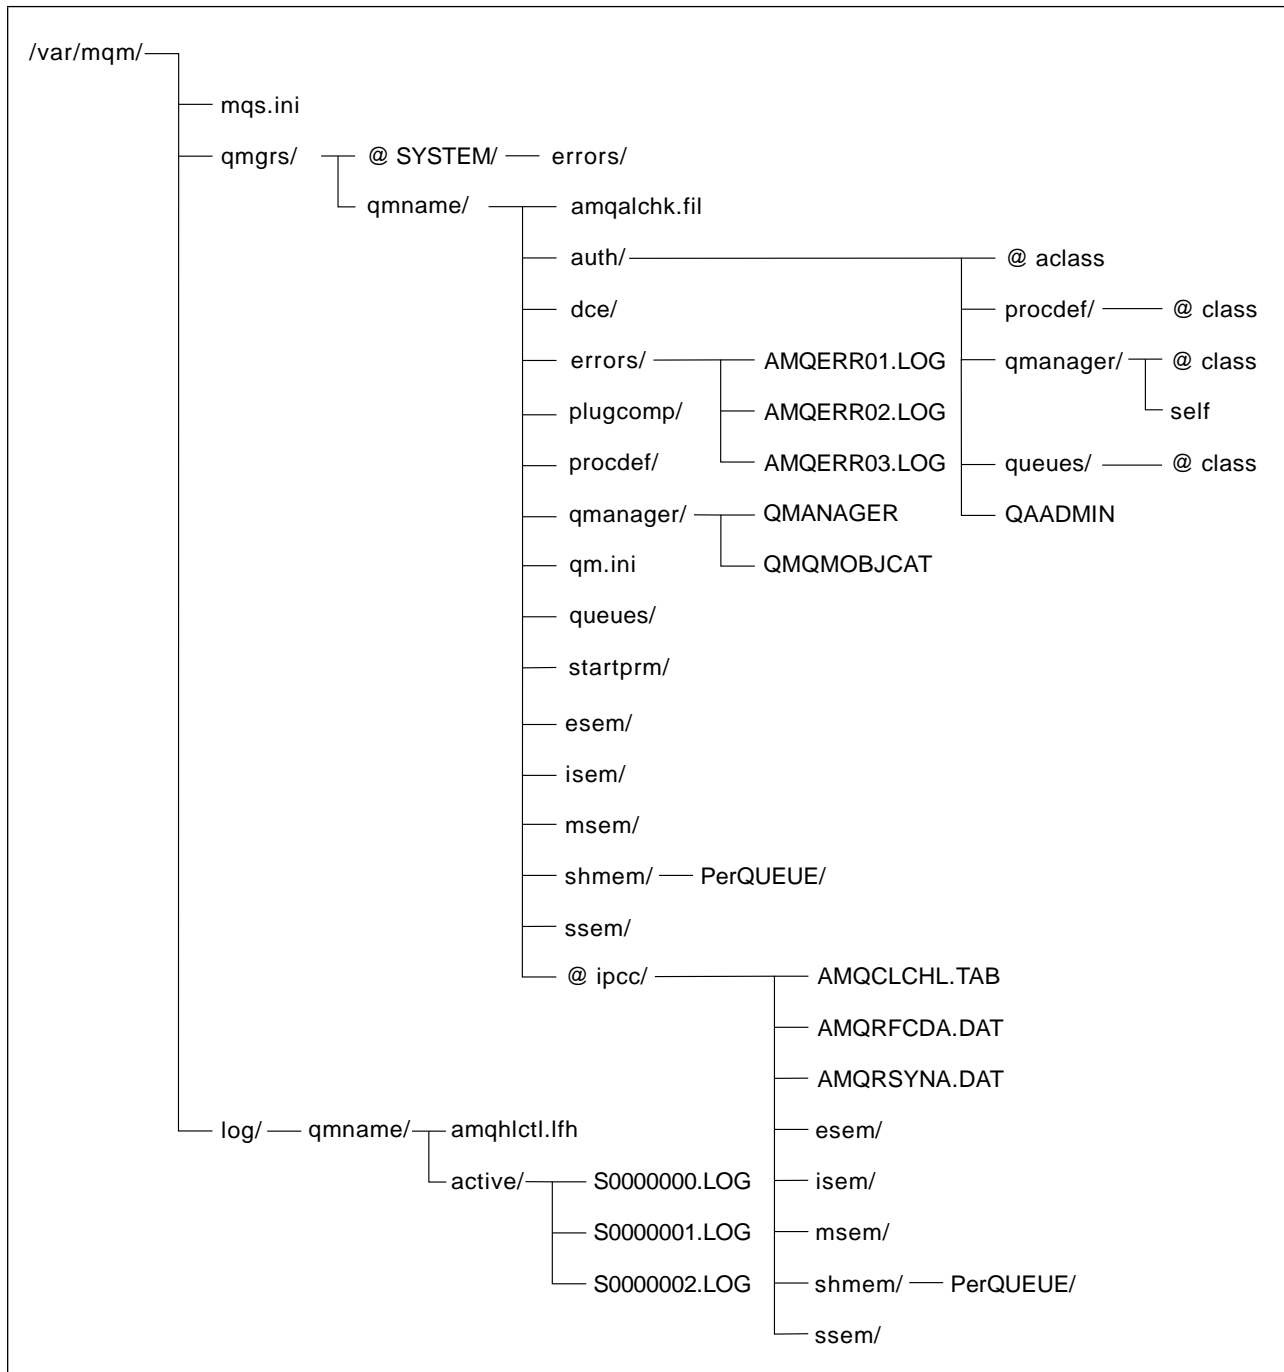 /var/mqm/
mqs.ini
qmgrs/ @ SYSTEM/ errors/
qmname/ amqalchk.fil
auth/ @ aclass
dce/ procdef/ @ class
errors/ AMQERR01.LOG qmanager/ @ class
plugcomp/ AMQERR02.LOG self
procdef/ AMQERR03.LOG queues/ @ class
qmanager/ QMANAGER QAADMIN
qm.ini QMQMOBJCAT
queues/
startprm/
esem/
isem/
msem/
shmem/ PerQUEUE/
ssem/
@ ipcc/ AMQCLCHL.TAB
AMQRFCDA.DAT
AMQRSYNA.DAT
log/ qmname/ amqhlctl.lfh esem/
active/ S0000000.LOG isem/
S0000001.LOG msem/
S0000002.LOG shmem/ PerQUEUE/
ssem/